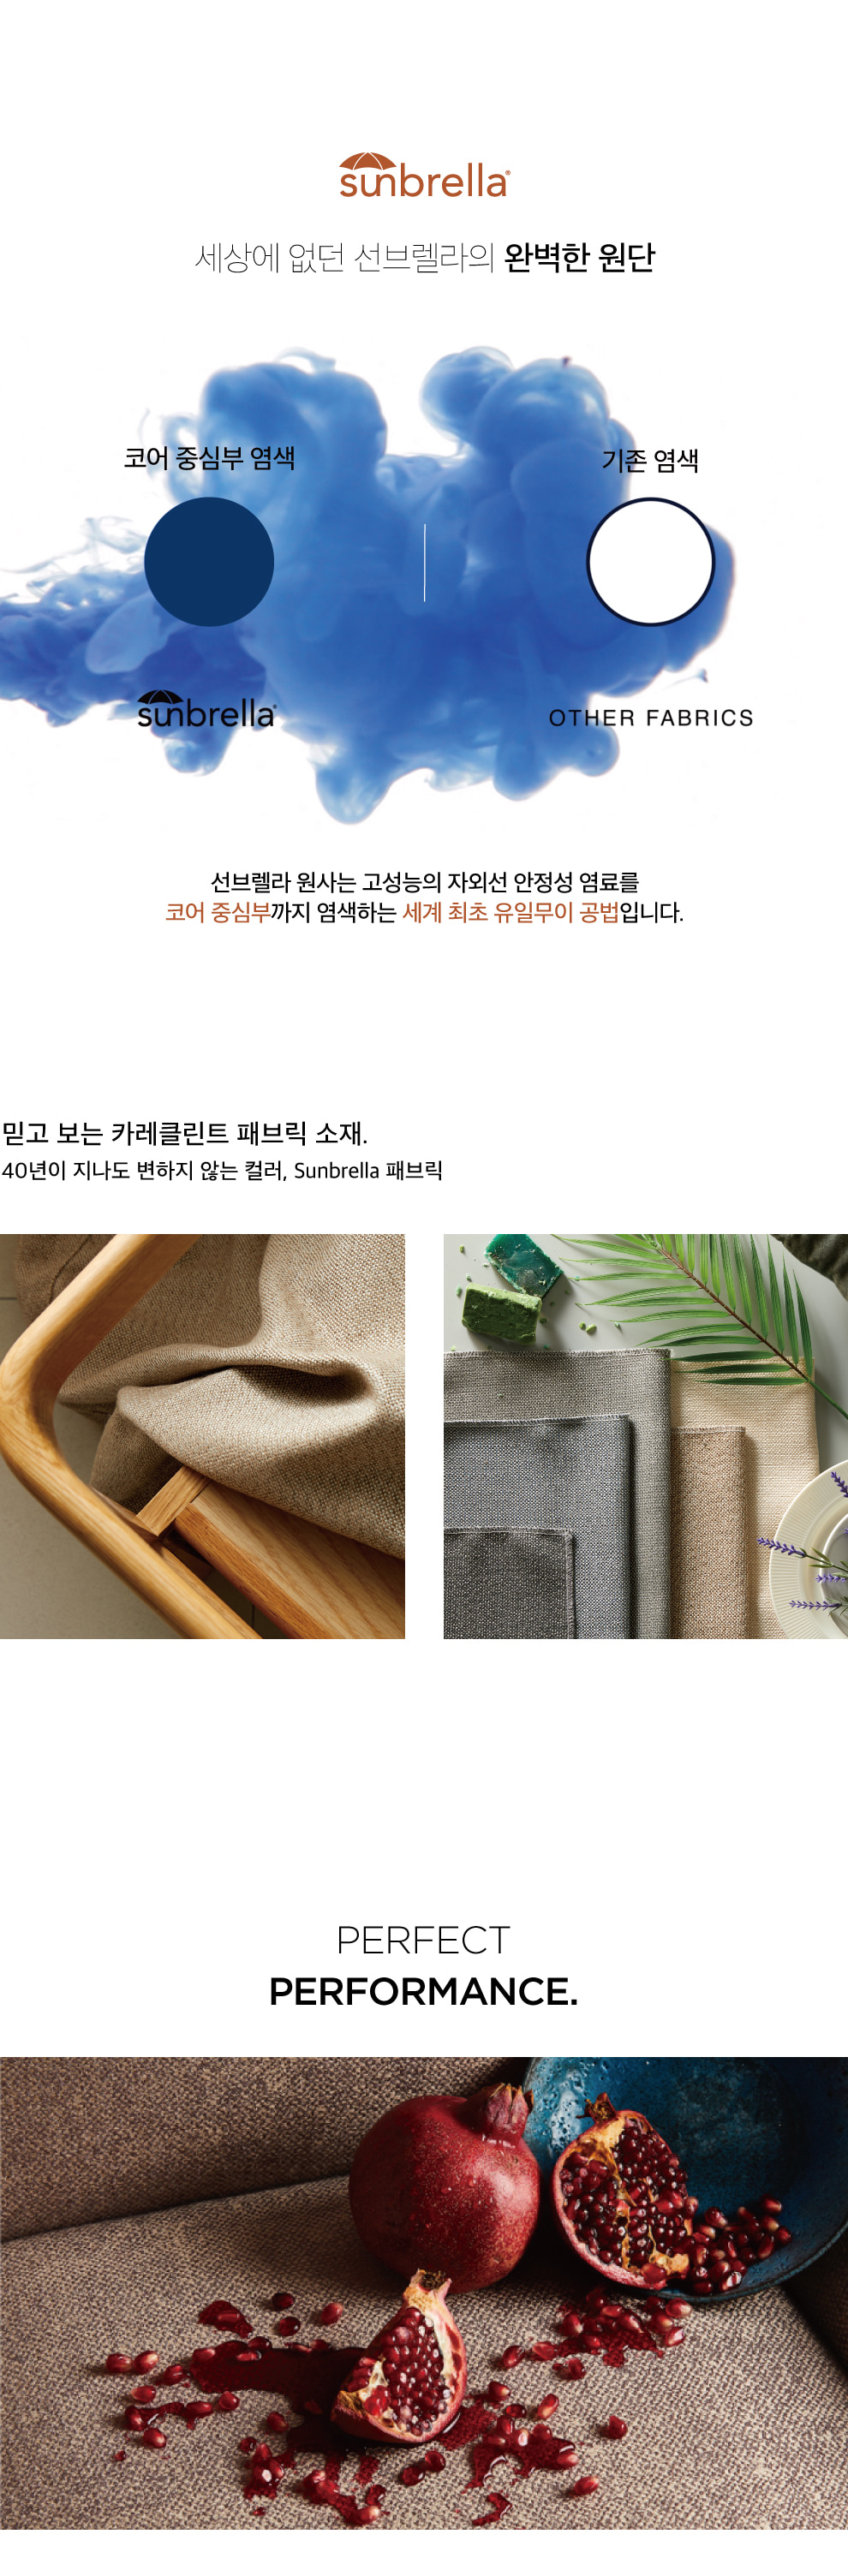 sunbrella®
세상에 없던 선브렐라의 완벽한 원단
코어 중심부 염색
기존 염색
sunbrella®
OTHER FABRICS
선브렐라 원사는 고성능의 자외선 안정성 염료를
코어 중심부까지 염색하는 세계 최초 유일무이 공법입니다.
믿고 보는 카레클린트 패브릭 소재.
40년이 지나도 변하지 않는 컬러, Sunbrella 패브릭
PERFECT
PERFORMANCE.